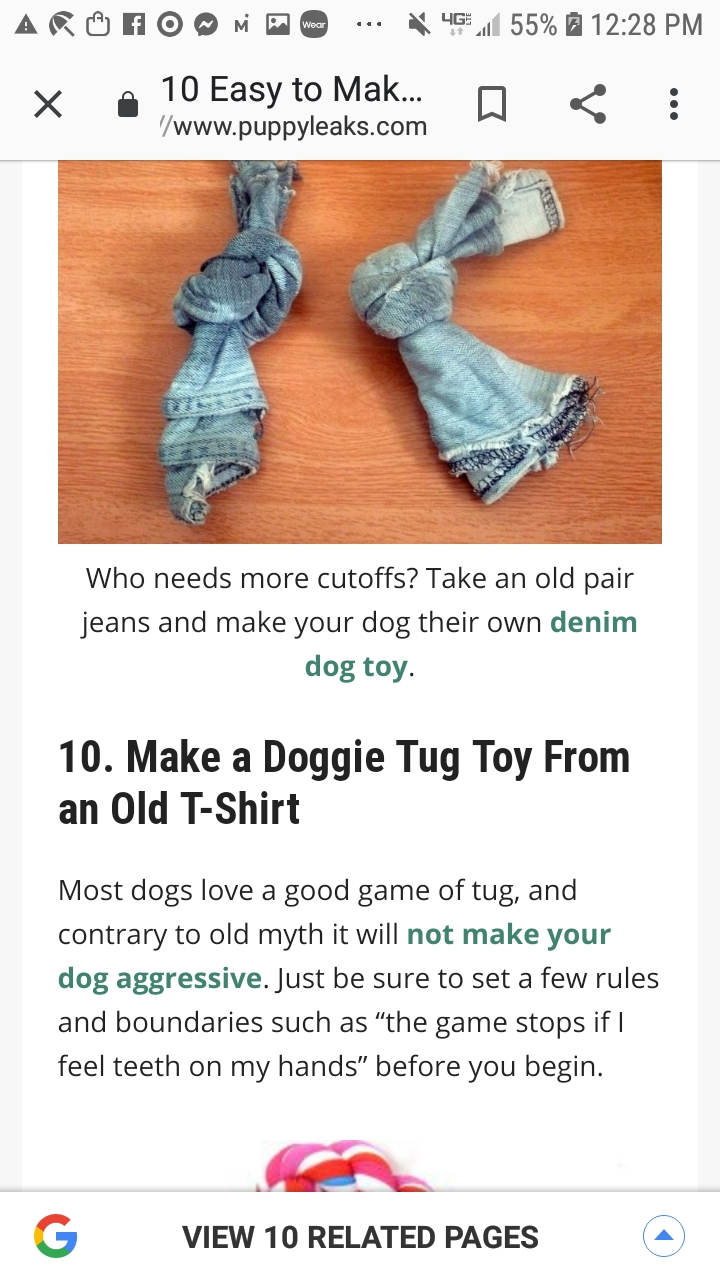 Wear ... 4GE 55% 12:28 PM
10 Easy to Mak...
//www.puppyleaks.com
Who needs more cutoffs? Take an old pair
jeans and make your dog their own denim
dog toy.
10. Make a Doggie Tug Toy From
an Old T-Shirt
Most dogs love a good game of tug, and
contrary to old myth it will not make your
dog aggressive. Just be sure to set a few rules
and boundaries such as “the game stops if I
feel teeth on my hands” before you begin.
VIEW 10 RELATED PAGES